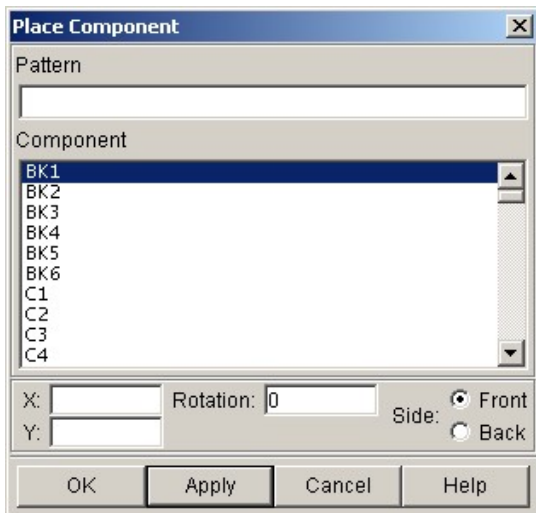 Place Component
Pattern
Component
BK1
BK2
BK3
BK4
BK5
BK6
C1
C2
C3
C4
X: Rotation: 0 Side: Front
Y: Back
OK Apply Cancel Help